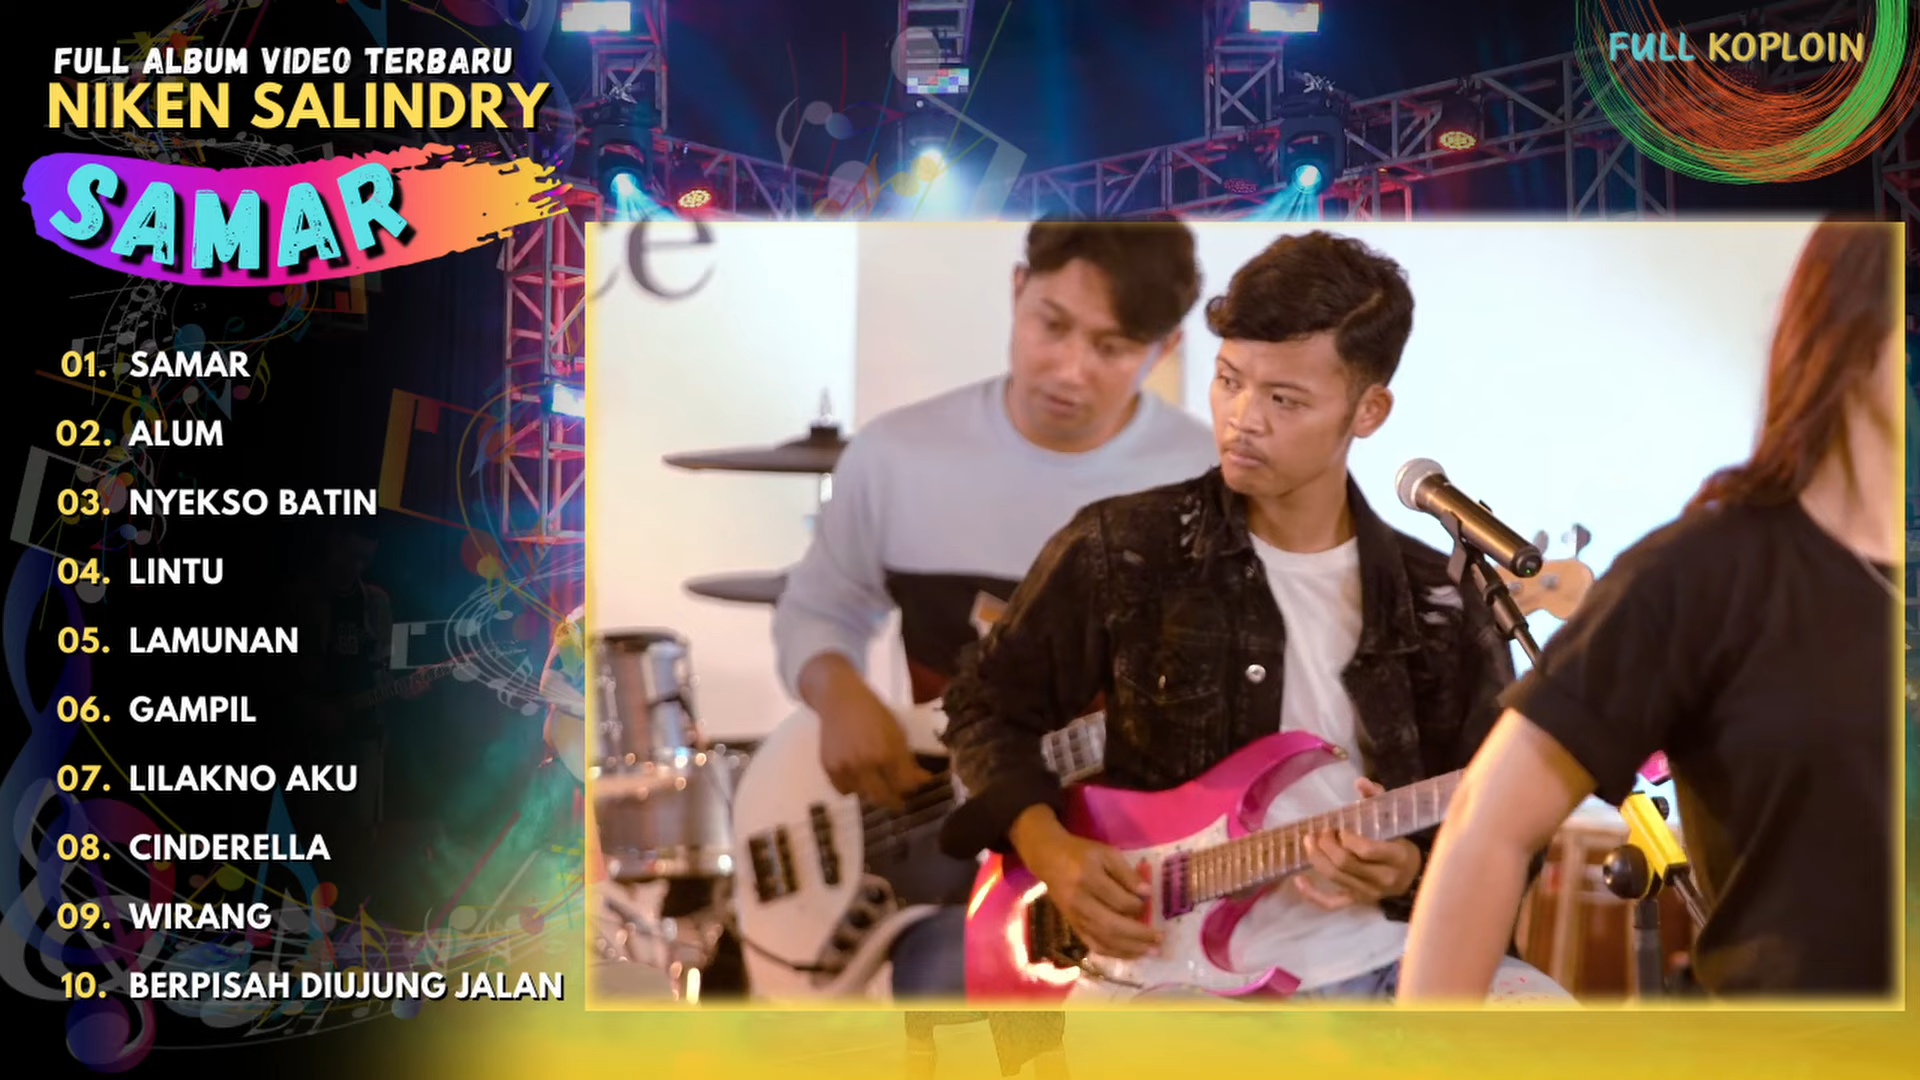 FULL ALBUM VIDEO TERBARU
NIKEN SALINDRY
SAMAR
FULL KOPLOIN
01. SAMAR
02. ALUM
03. NYEKSO BATIN
04. LINTU
05. LAMUNAN
06. GAMPIL
07. LILAKNO AKU
08. CINDERELLA
09. WIRANG
10. BERPISAH DIUJUNG JALAN
ce